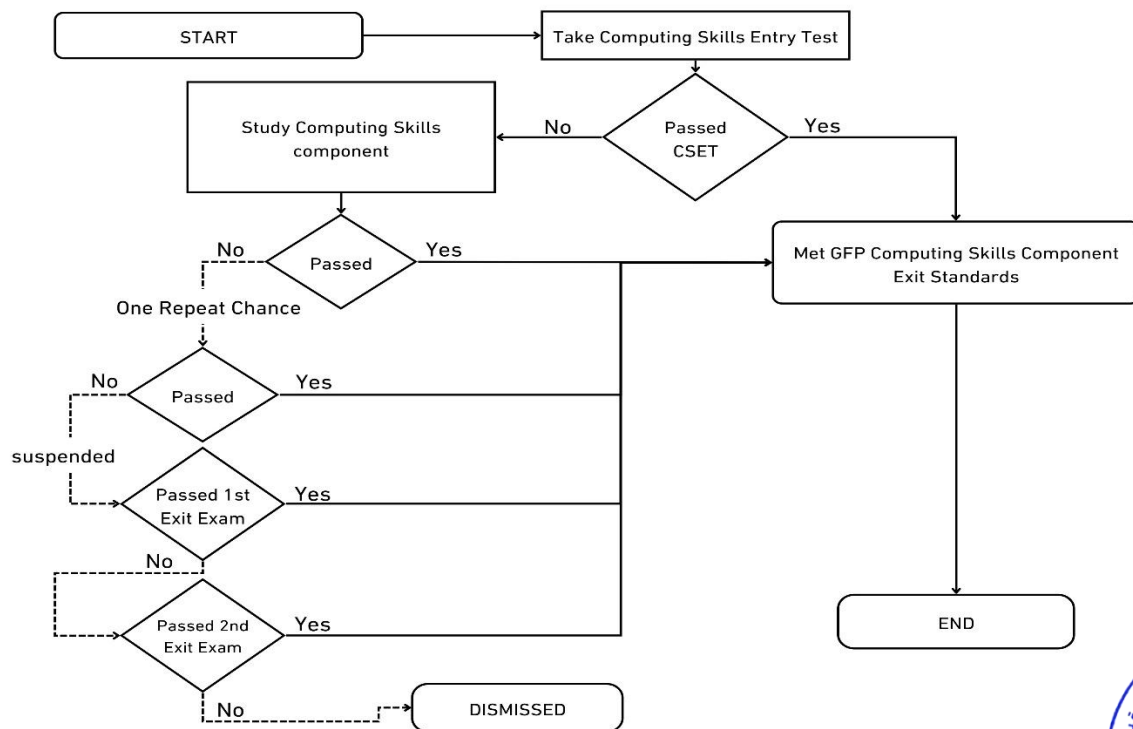 START
Take Computing Skills Entry Test
Study Computing Skills
component
No
Passed
CSET
Yes
No
Passed
Yes
Met GFP Computing Skills Component
Exit Standards
One Repeat Chance
No
Passed
Yes
suspended
Passed 1st
Exit Exam
Yes
No
Passed 2nd
Exit Exam
Yes
END
No
DISMISSED